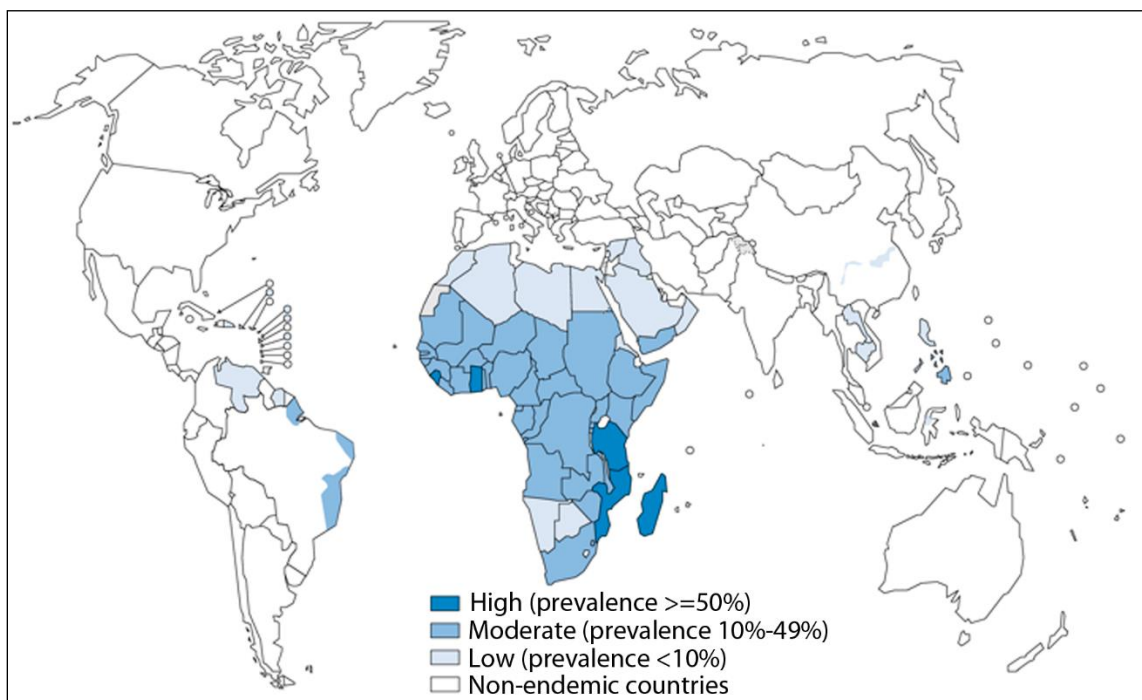 High (prevalence >=50%)
Moderate (prevalence 10%-49%)
Low (prevalence <10%)
Non-endemic countries